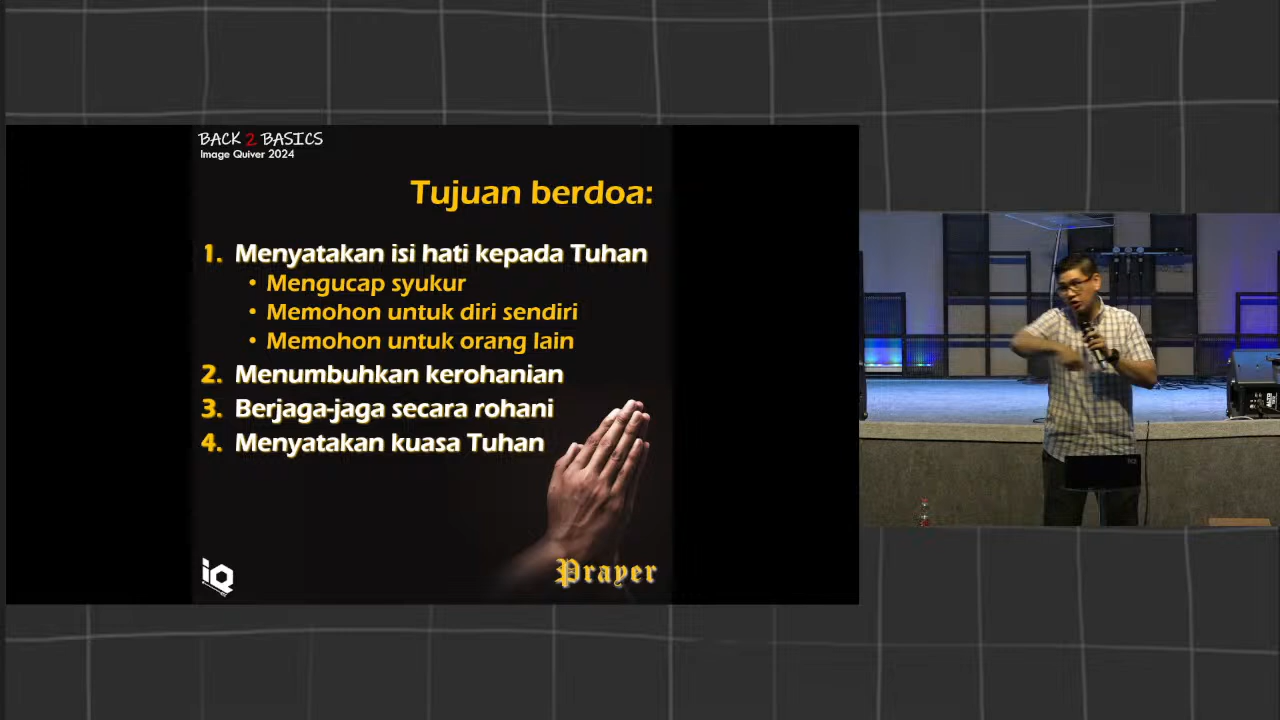 BACK 2 BASICS
Image Quiver 2024
Tujuan berdoa:
1. Menyatakan isi hati kepada Tuhan
• Mengucap syukur
• Memohon untuk diri sendiri
• Memohon untuk orang lain
2. Menumbuhkan kerohanian
3. Berjaga-jaga secara rohani
4. Menyatakan kuasa Tuhan
iQ
Prayer